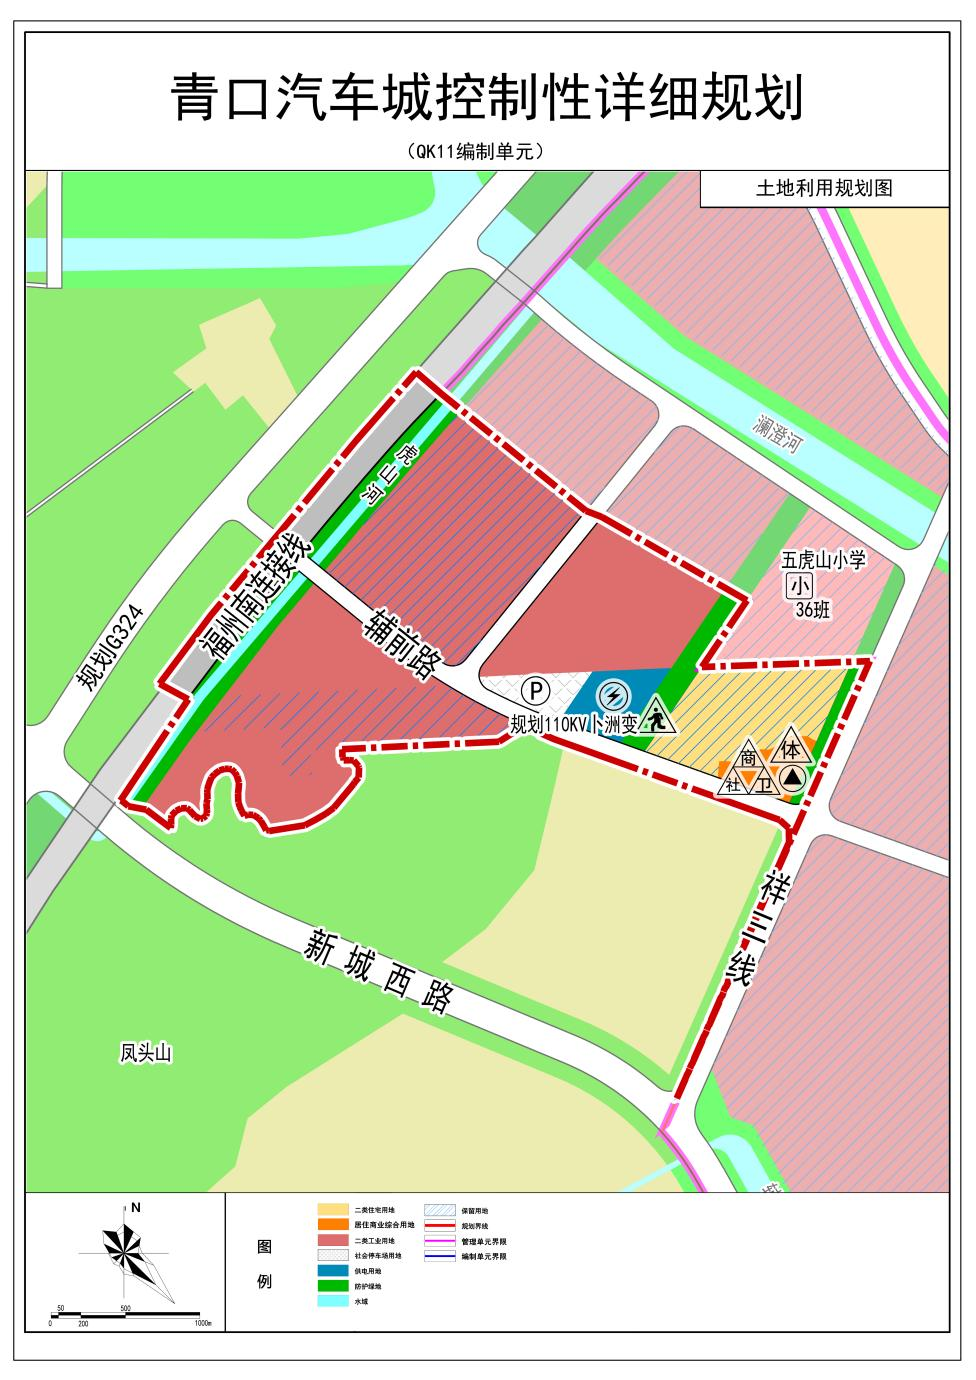 青口汽车城控制性详细规划
（QK11编制单元）
土地利用规划图
澜澄河
虎山河
五虎山小学
小
36班
福州南连接线
规划G324
辅前路
P
规划110KV卜洲变
商
体
社
卫
祥三线
新城西路
凤头山
N
50
500
0
200
1000m
图例
二类住宅用地
居住商业综合用地
二类工业用地
社会停车场用地
供电用地
防护绿地
水域
保留用地
规划界线
管理单元界限
编制单元界限